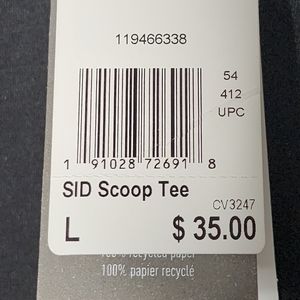 119466338
54
412
UPC
1 91028 72691 8
SID Scoop Tee
CV3247
L $ 35.00
100% recycled paper
100% papier recyclé